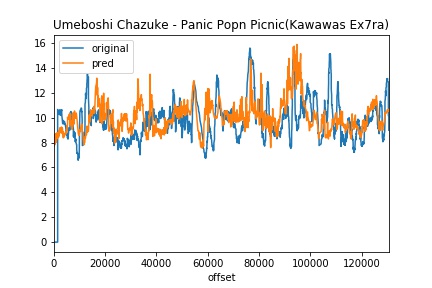 Umeboshi Chazuke - Panic Popn Picnic(Kawawas Ex7ra)
original
pred
16
14
12
10
8
6
4
2
0
0 20000 40000 60000 80000 100000 120000
offset